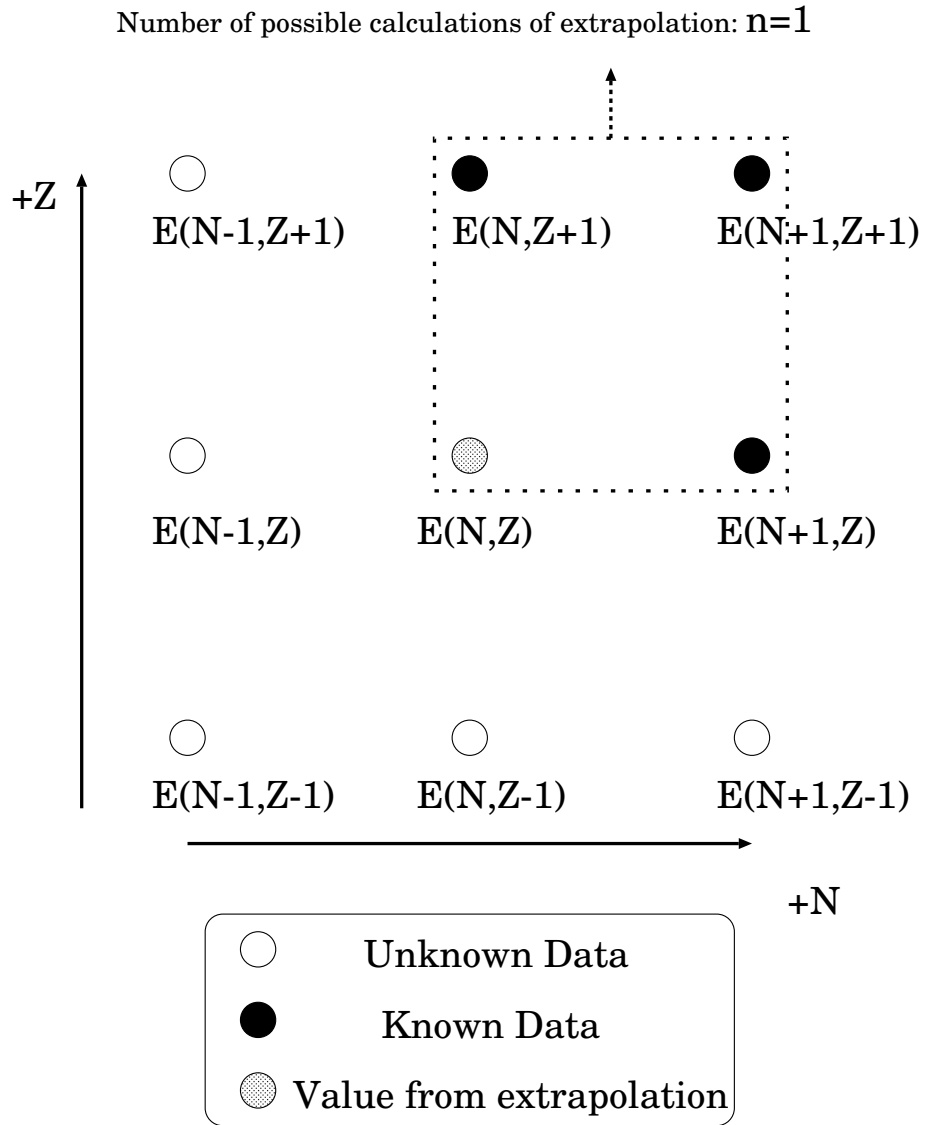 Number of possible calculations of extrapolation: n=1
+Z
E(N-1,Z+1) E(N,Z+1) E(N+1,Z+1)
E(N-1,Z) E(N,Z) E(N+1,Z)
E(N-1,Z-1) E(N,Z-1) E(N+1,Z-1)
+N
Unknown Data
Known Data
Value from extrapolation